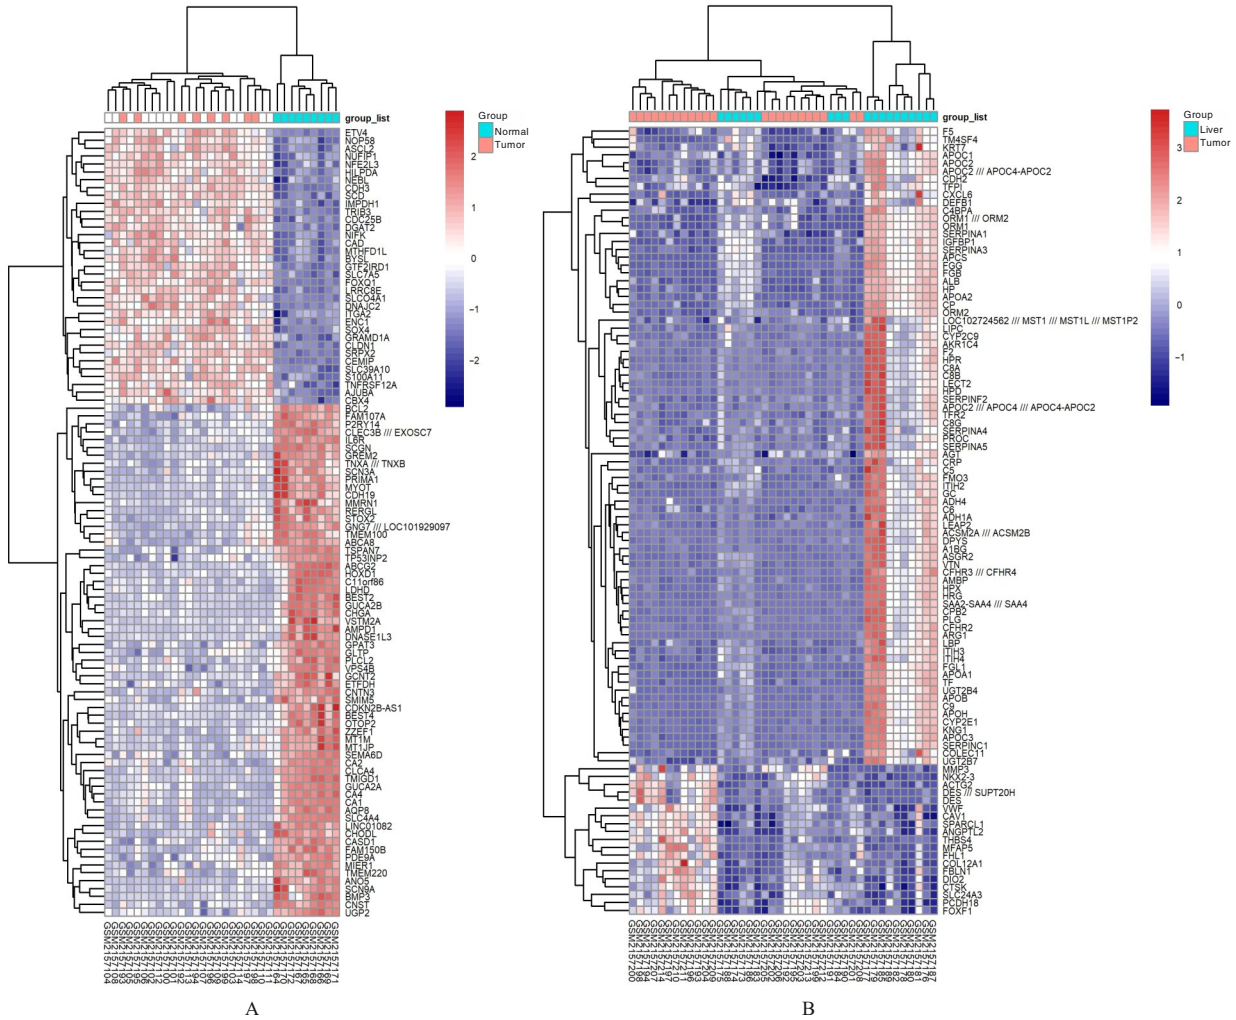 group_list
ETV4
NOP58
ASCL2
NUFIP1
NFE2L3
HILPDA
NEBL
CDH3
SCD
IMPDH1
TRIB3
CDC25B
DGAT2
NIFK
CAD
MTHFD1L
BYSL
GTF2IRD1
SLC7A5
FOXQ1
LRRC8E
SLCO4A1
DNAJC2
ITGA2
ENC1
SOX4
GRAMD1A
CLDN1
SRPX2
CEMIP
SLC39A10
S100A11
TNFRSF12A
AJUBA
CBX4
BCL2
FAM107A
P2RY14
CLEC3B /// EXOSC7
IL6R
SCGN
GREM2
TNXA /// TNXB
SCN3A
PRIMA1
MYOT
CDH19
MMRN1
RERGL
STOX2
GNG7 /// LOC101929097
TMEM100
ABCA8
TSPAN7
TP53INP2
ABCG2
HOXD1
C11orf86
LDHD
BEST2
GUCA2B
CHGA
VSTM2A
AMPD1
DNASE1L3
GPAT3
GLTP
PLCL2
VPS4B
GCNT2
ETFDH
CNTN3
SMIM5
CDKN2B-AS1
BEST4
OTOP2
ZZEF1
MT1M
MT1JP
SEMA6D
CA2
CLCA4
TMIGD1
GUCA2A
CA4
CA1
AQP8
SLC4A4
LINC01082
CHODL
CASD1
FAM150B
PDE9A
MIER1
TMEM220
ANO5
SCN9A
BMP3
CNST
UGP2
2
1
0
−1
−2
Group
Normal
Tumor
A
group_list
F5
TM4SF4
KRT7
APOC1
APOC2
APOC2 /// APOC4-APOC2
CDH2
TFPI
CXCL6
DEFB1
C4BPA
ORM1 /// ORM2
ORM1
SERPINA1
IGFBP1
SERPINA3
APCS
FGG
FGB
ALB
HP
APOA2
CP
ORM2
LOC102724562 /// MST1 /// MST1L /// MST1P2
LIPC
CYP2C9
AKR1C4
F2
HPR
C8A
C8B
LECT2
HPD
SERPINF2
APOC2 /// APOC4 /// APOC4-APOC2
TFR2
C8G
SERPINA4
PROC
SERPINA5
AGT
CRP
C5
FMO3
ITIH2
GC
ADH4
C6
ADH1A
LEAP2
ACSM2A /// ACSM2B
DPYS
A1BG
ASGR2
VTN
CFHR3 /// CFHR4
AMBP
HPX
HRG
SAA2-SAA4 /// SAA4
CPB2
PLG
CFHR2
ARG1
LBP
ITIH3
ITIH4
FGL1
APOA1
TF
UGT2B4
APOB
C9
APOH
CYP2E1
KNG1
APOC3
SERPINC1
COLEC11
UGT2B7
MMP3
NKX2-3
ACTG2
DES /// SUPT20H
DES
VWF
CAV1
SPARCL1
ANGPTL2
THBS4
MFAP5
FHL1
COL12A1
FBLN1
DIO2
CTSK
SLC24A3
PCDH18
FOXF1
3
2
1
0
−1
Group
Liver
Tumor
B